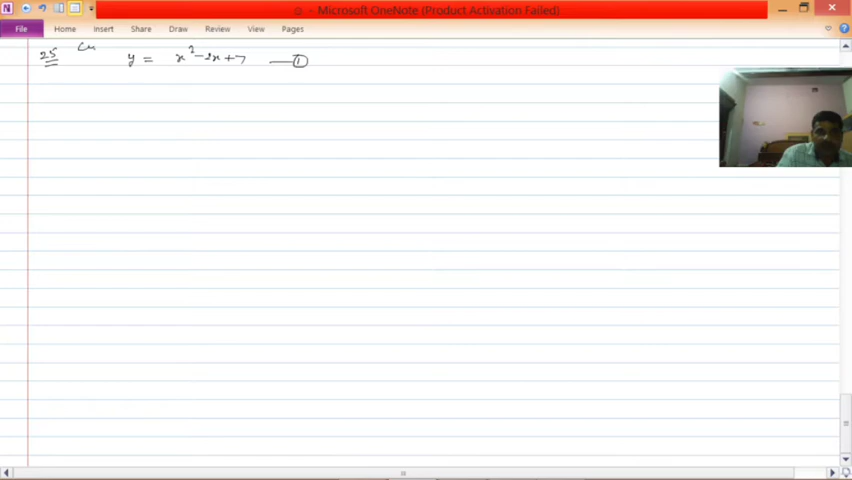 Microsoft OneNote (Product Activation Failed)
File Home Insert Share Draw Review View Pages
25 y = x² - 2x + 7 — ①